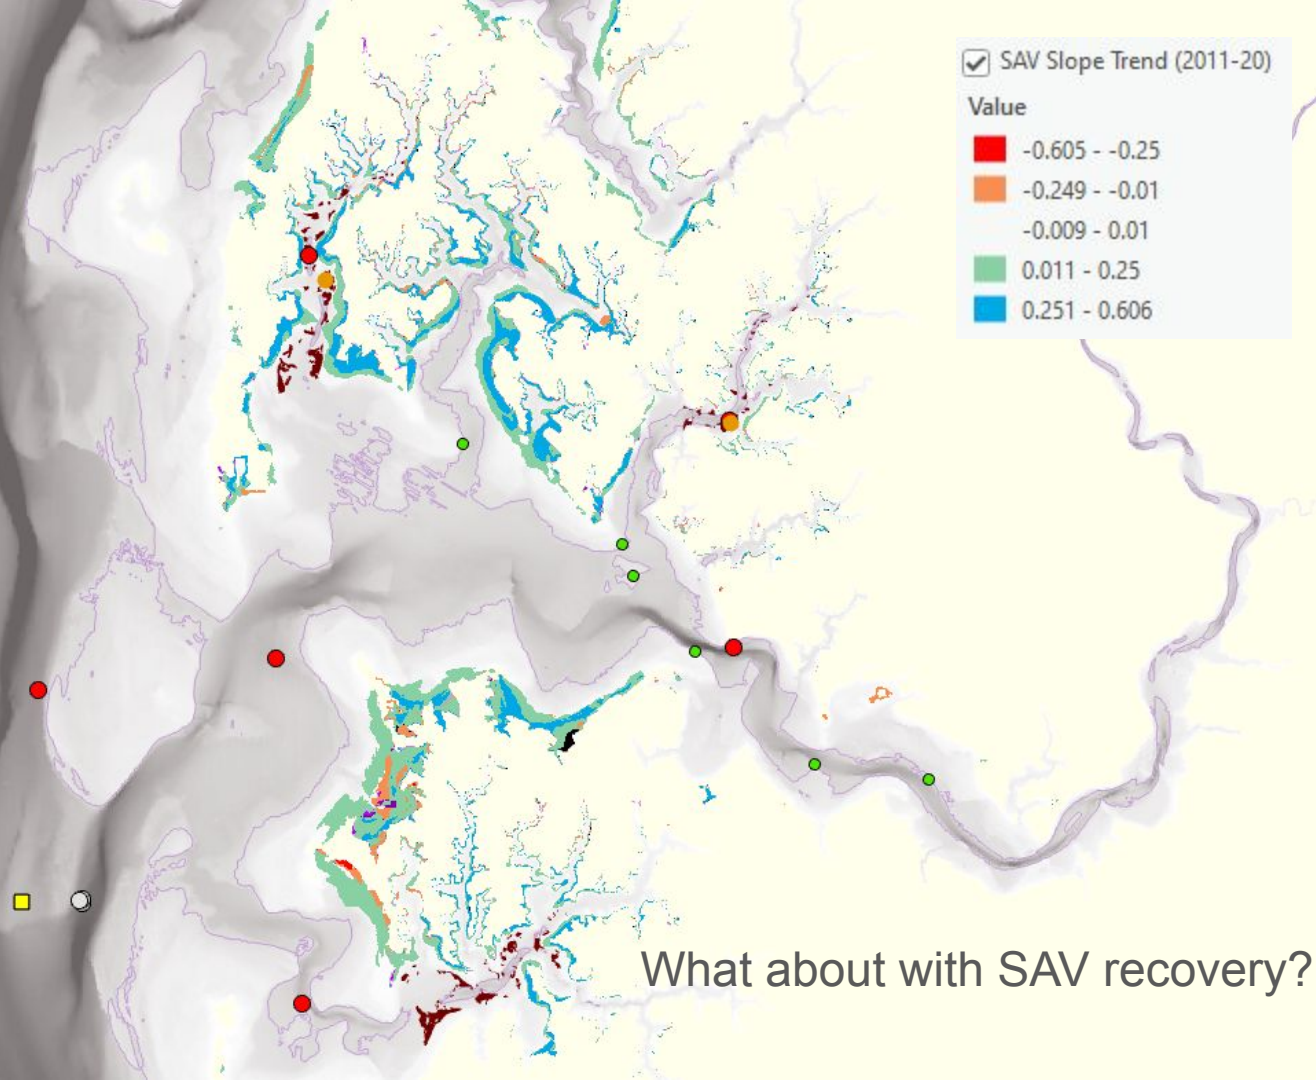 SAV Slope Trend (2011-20)
Value
-0.605 - -0.25
-0.249 - -0.01
-0.009 - 0.01
0.011 - 0.25
0.251 - 0.606
What about with SAV recovery?